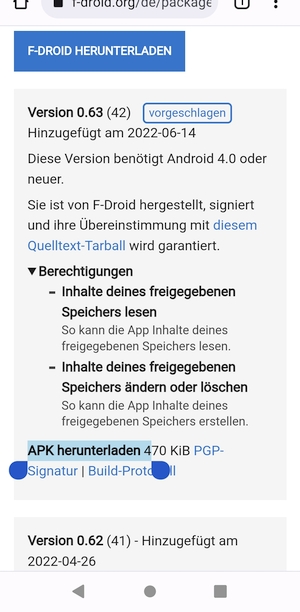 f-droid.org/de/package
F-DROID HERUNTERLADEN
Version 0.63 (42) vorgeschlagen
Hinzugefügt am 2022-06-14
Diese Version benötigt Android 4.0 oder
neuer.
Sie ist von F-Droid hergestellt, signiert
und ihre Übereinstimmung mit diesem
Quelltext-Tarball wird garantiert.
▼Berechtigungen
– Inhalte deines freigegebenen
Speichers lesen
So kann die App Inhalte deines
freigegebenen Speichers lesen.
– Inhalte deines freigegebenen
Speichers ändern oder löschen
So kann die App Inhalte deines
freigegebenen Speichers erstellen.
APK herunterladen 470 KiB PGP-
Signatur | Build-Protokoll
Version 0.62 (41) - Hinzugefügt am
2022-04-26